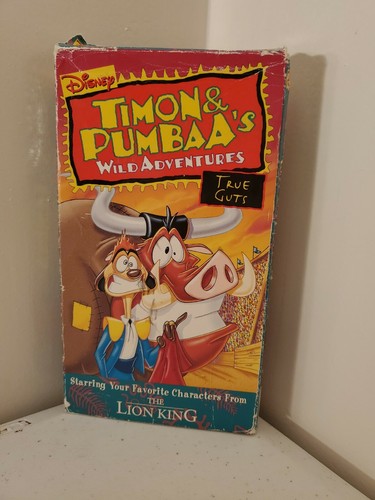 Disney
TIMON &
PUMBAA's
WILD ADVENTURES
TRUE
GUTS
Starring Your Favorite Characters From
THE
LION KING